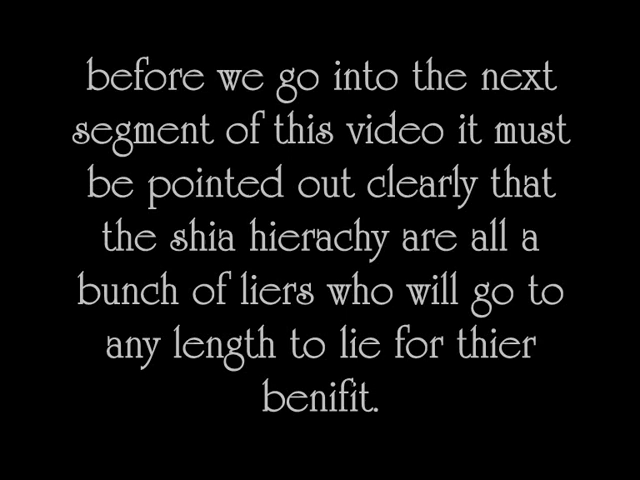 before we go into the next
segment of this video it must
be pointed out clearly that
the shia hierachy are all a
bunch of liers who will go to
any length to lie for thier
benifit.